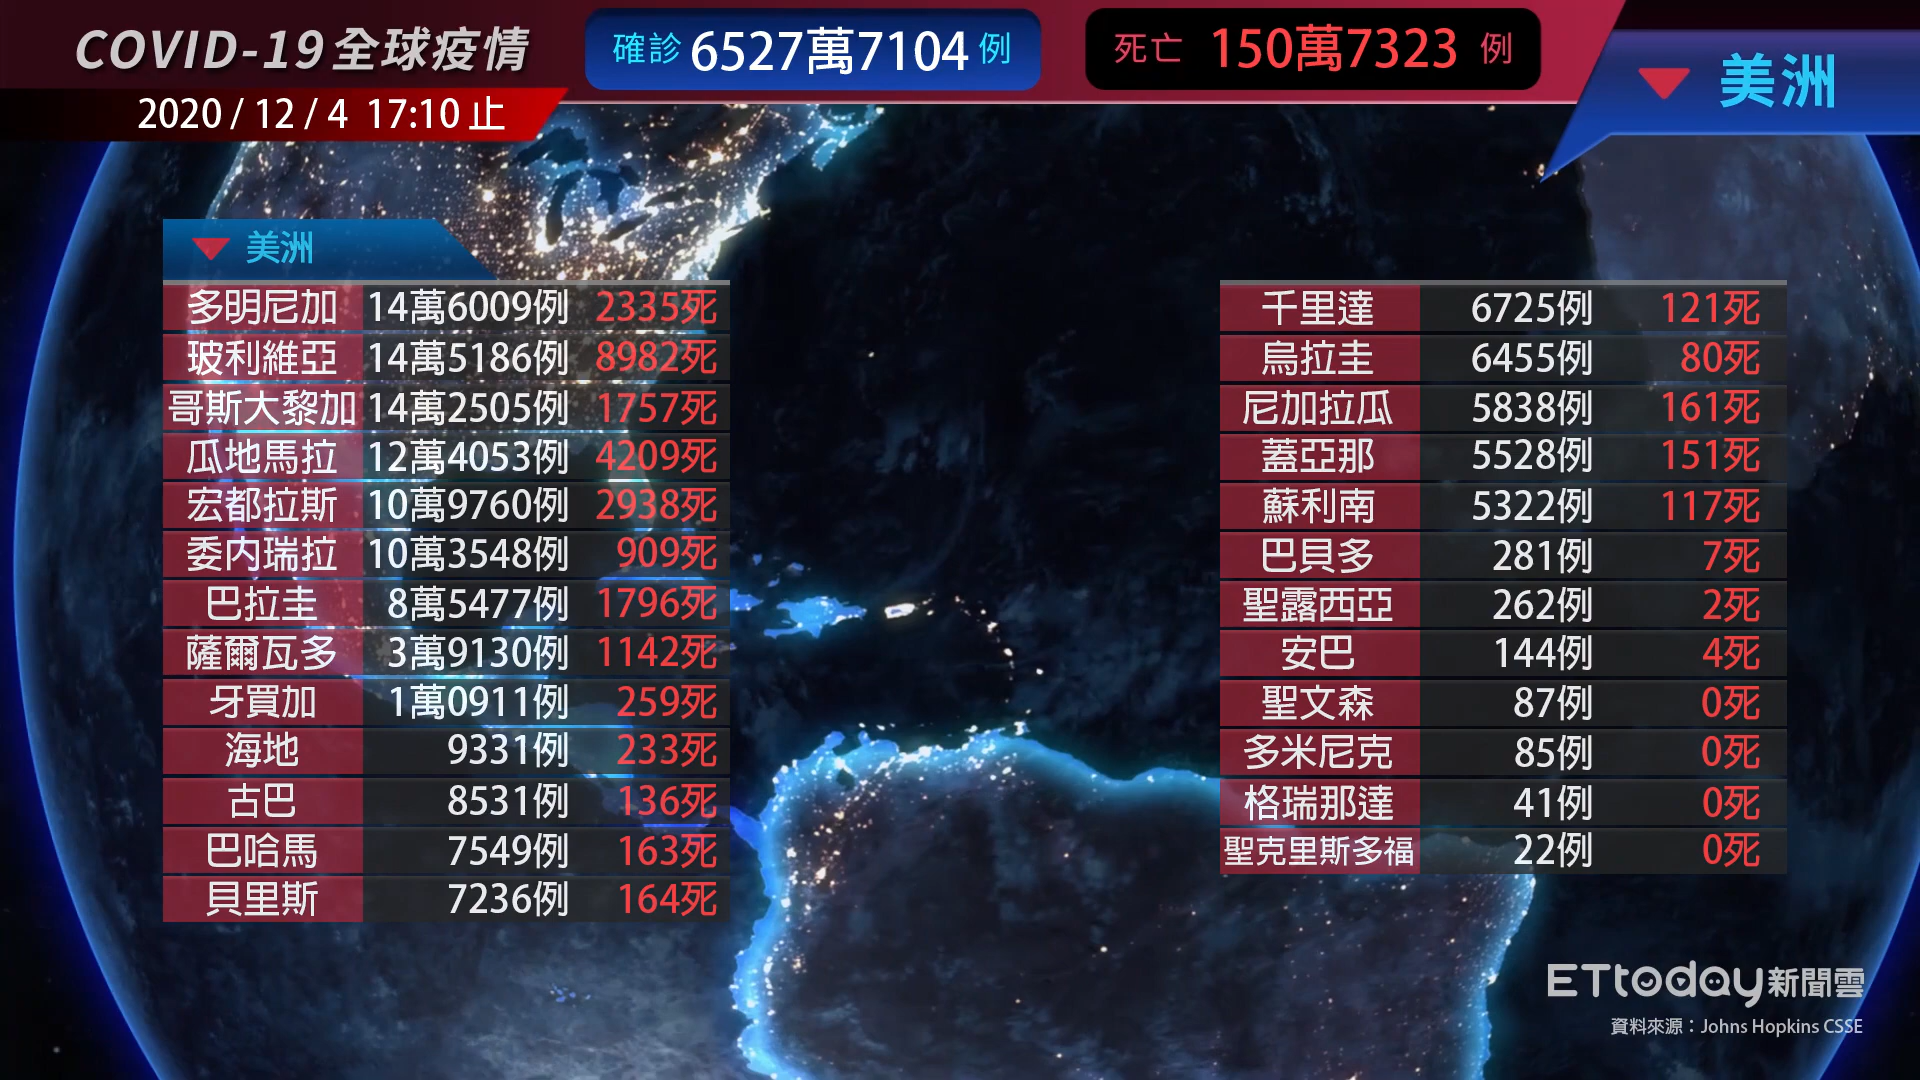 COVID-19全球疫情
確診 6527萬7104 例
死亡 150萬7323 例
美洲
2020 / 12 / 4 17:10 止
美洲
多明尼加 14萬6009例 2335死
玻利維亞 14萬5186例 8982死
哥斯大黎加 14萬2505例 1757死
瓜地馬拉 12萬4053例 4209死
宏都拉斯 10萬9760例 2938死
委內瑞拉 10萬3548例 909死
巴拉圭 8萬5477例 1796死
薩爾瓦多 3萬9130例 1142死
牙買加 1萬0911例 259死
海地 9331例 233死
古巴 8531例 136死
巴哈馬 7549例 163死
貝里斯 7236例 164死
千里達 6725例 121死
烏拉圭 6455例 80死
尼加拉瓜 5838例 161死
蓋亞那 5528例 151死
蘇利南 5322例 117死
巴貝多 281例 7死
聖露西亞 262例 2死
安巴 144例 4死
聖文森 87例 0死
多米尼克 85例 0死
格瑞那達 41例 0死
聖克里斯多福 22例 0死
ETtoday新聞雲
資料來源：Johns Hopkins CSSE